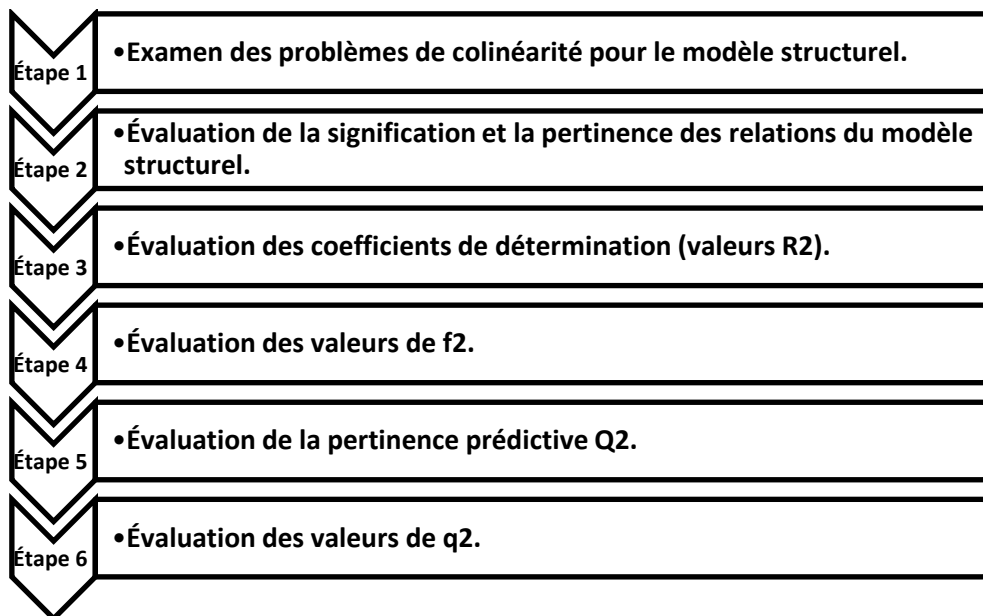 Étape 1
•Examen des problèmes de colinéarité pour le modèle structurel.
Étape 2
•Évaluation de la signification et la pertinence des relations du modèle
structurel.
Étape 3
•Évaluation des coefficients de détermination (valeurs R2).
Étape 4
•Évaluation des valeurs de f2.
Étape 5
•Évaluation de la pertinence prédictive Q2.
Étape 6
•Évaluation des valeurs de q2.